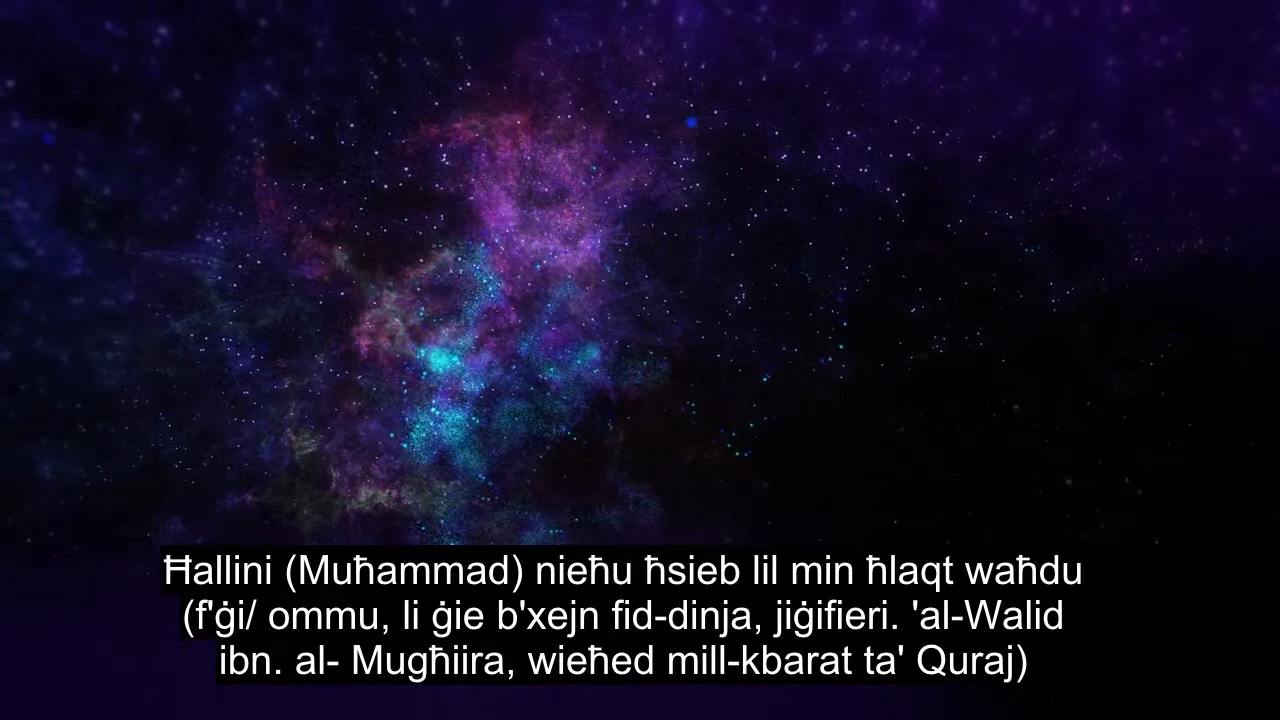 Ħallini (Muħammad) nieħu ħsieb lil min ħlaqt waħdu
(f'ġi/ ommu, li ġie b'xejn fid-dinja, jiġifieri. 'al-Walid
ibn. al- Mugħiira, wieħed mill-kbarat ta' Quraj)